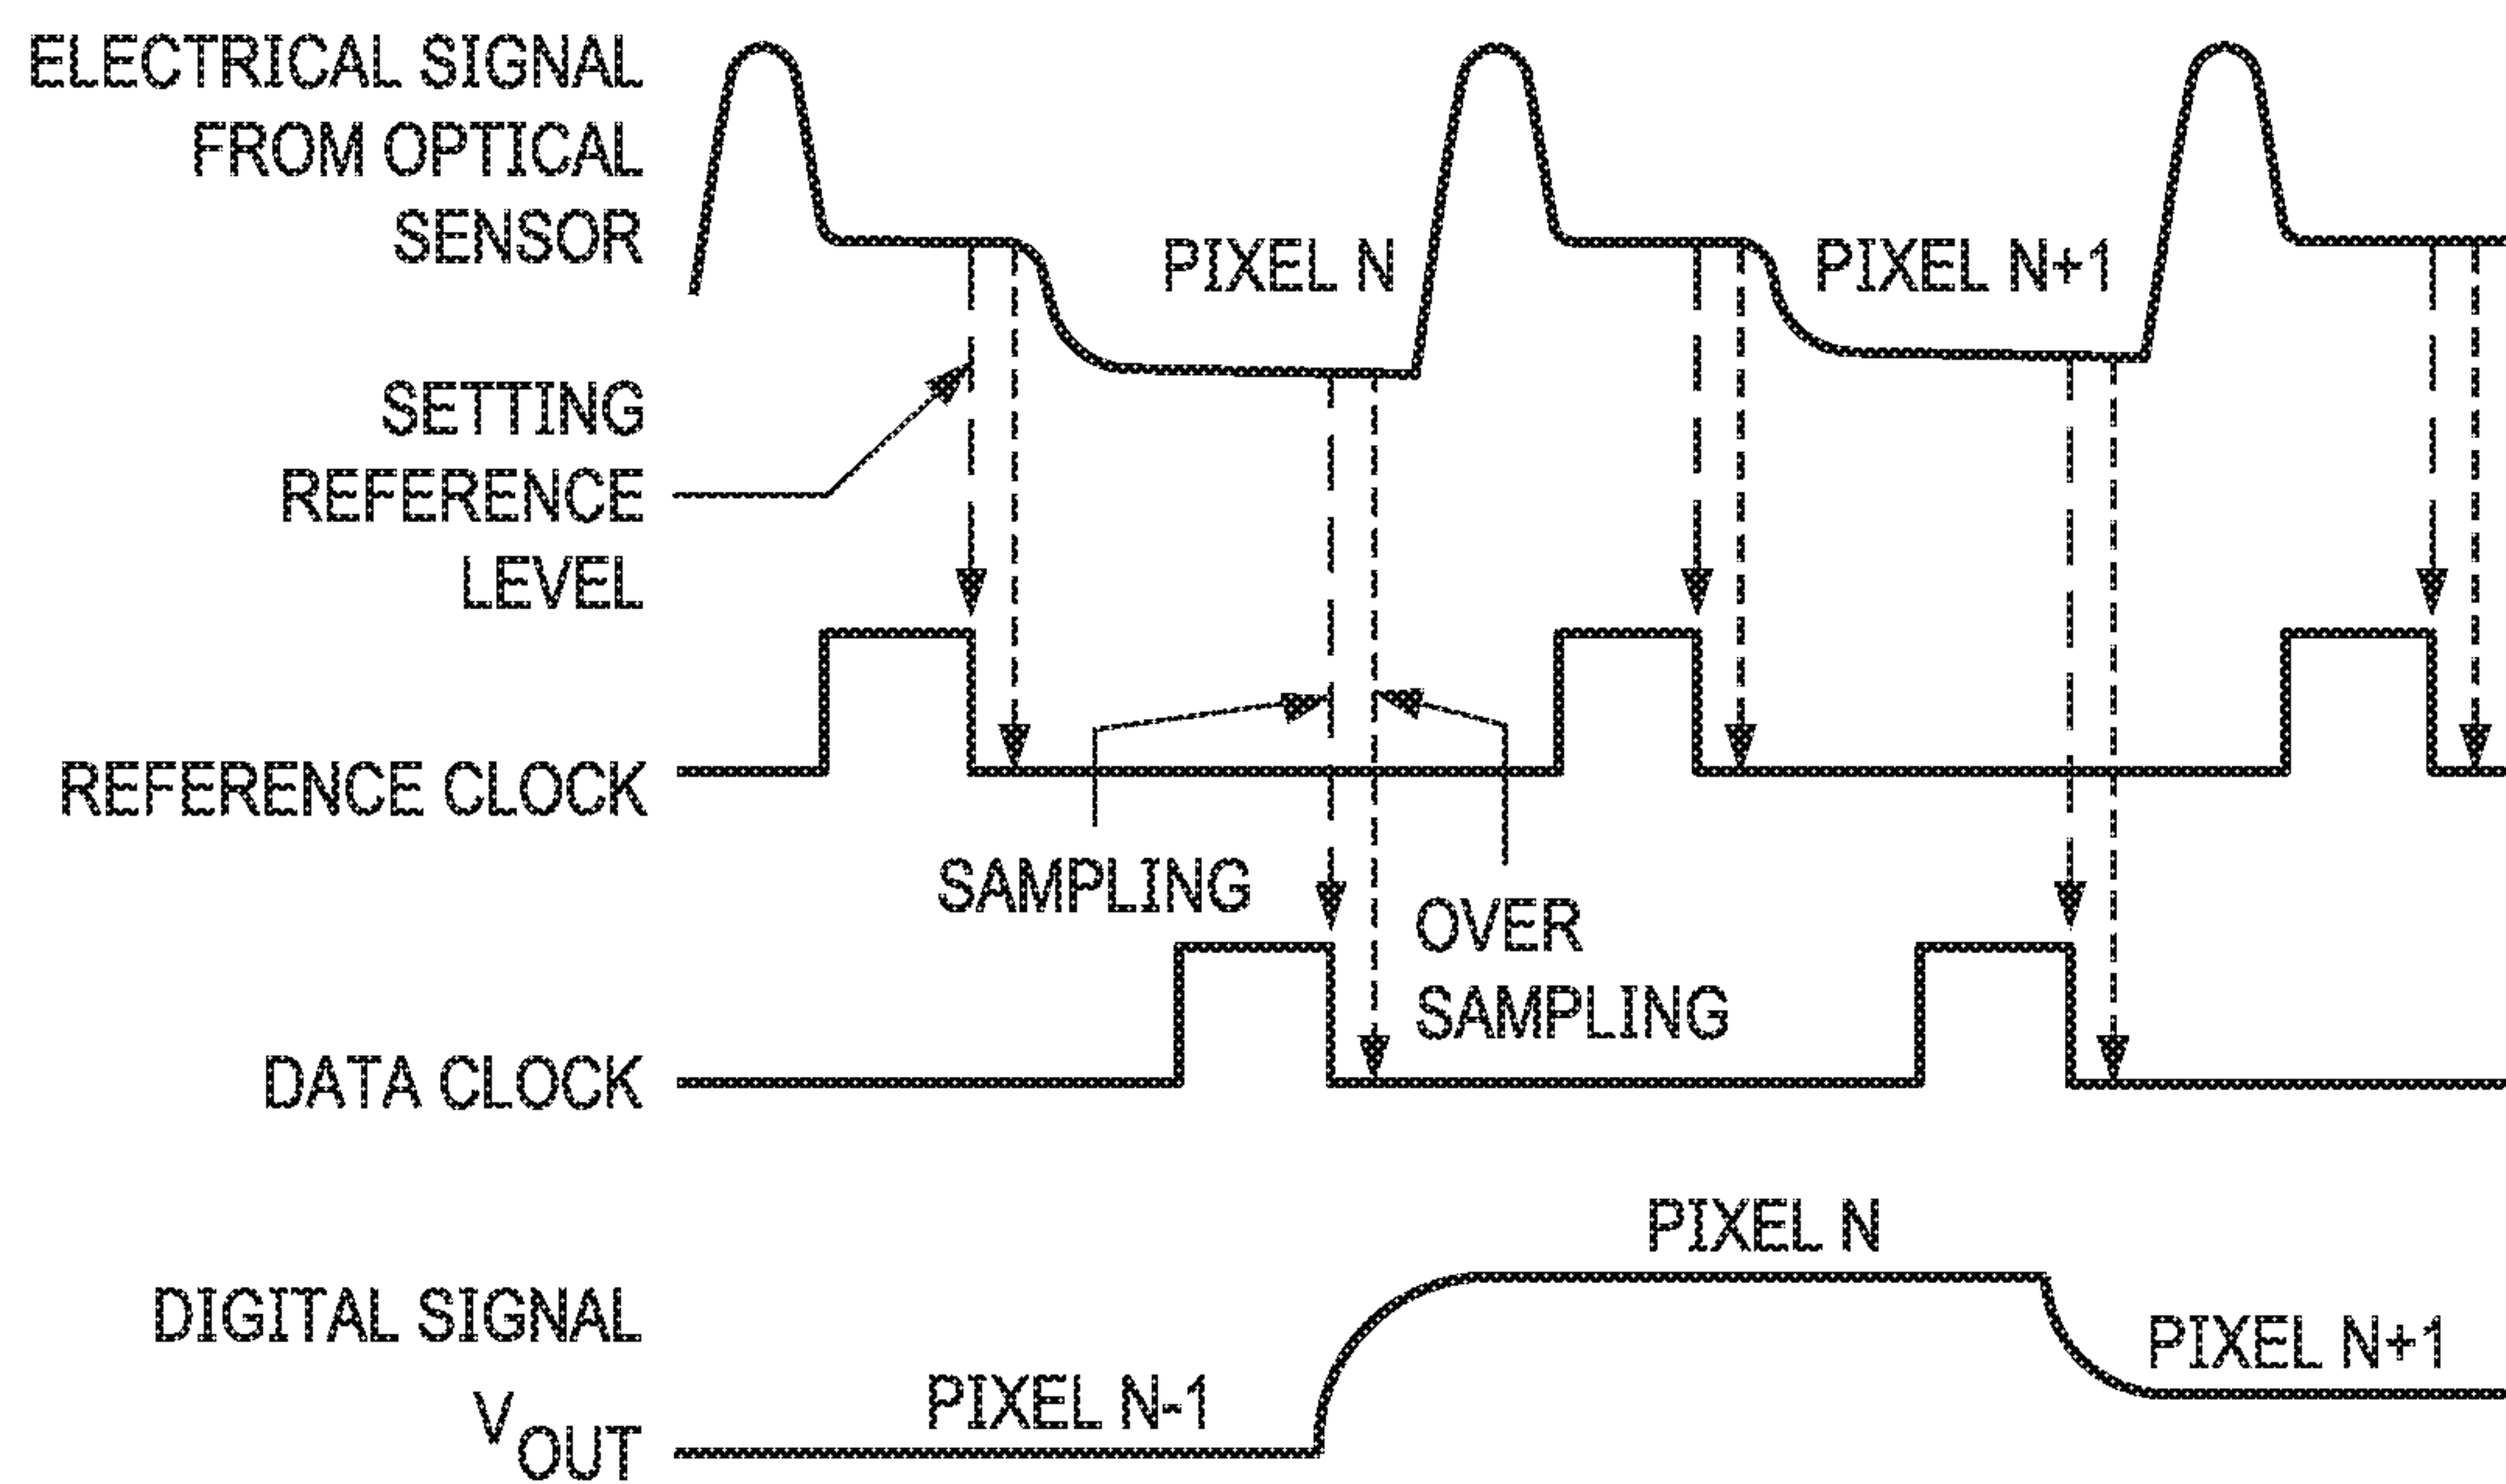 ELECTRICAL SIGNAL
FROM OPTICAL
SENSOR
PIXEL N
PIXEL N+1
SETTING
REFERENCE
LEVEL
REFERENCE CLOCK
SAMPLING
OVER
SAMPLING
DATA CLOCK
PIXEL N
DIGITAL SIGNAL
VOUT
PIXEL N-1
PIXEL N+1